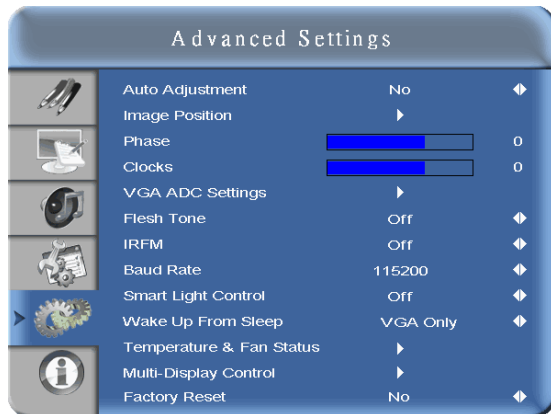 Advanced Settings
Auto Adjustment No
Image Position
Phase 0
Clocks 0
VGA ADC Settings
Flesh Tone Off
IRFM Off
Baud Rate 115200
Smart Light Control Off
Wake Up From Sleep VGA Only
Temperature & Fan Status
Multi-Display Control
Factory Reset No